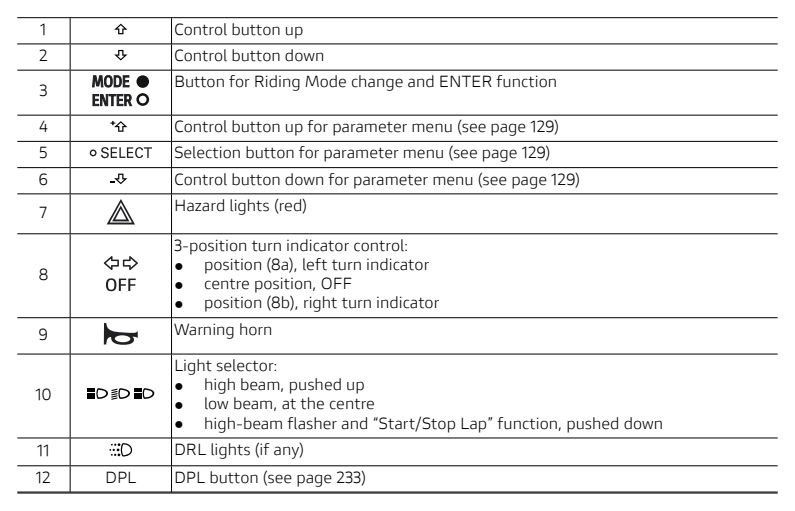 1 Control button up
2 Control button down
3 MODE ENTER Button for Riding Mode change and ENTER function
4 + Control button up for parameter menu (see page 129)
5 SELECT Selection button for parameter menu (see page 129)
6 - Control button down for parameter menu (see page 129)
7 Hazard lights (red)
8 OFF 3-position turn indicator control:
● position (8a), left turn indicator
● centre position, OFF
● position (8b), right turn indicator
9 Warning horn
10 Light selector:
● high beam, pushed up
● low beam, at the centre
● high-beam flasher and “Start/Stop Lap” function, pushed down
11 DRL lights (if any)
12 DPL DPL button (see page 233)